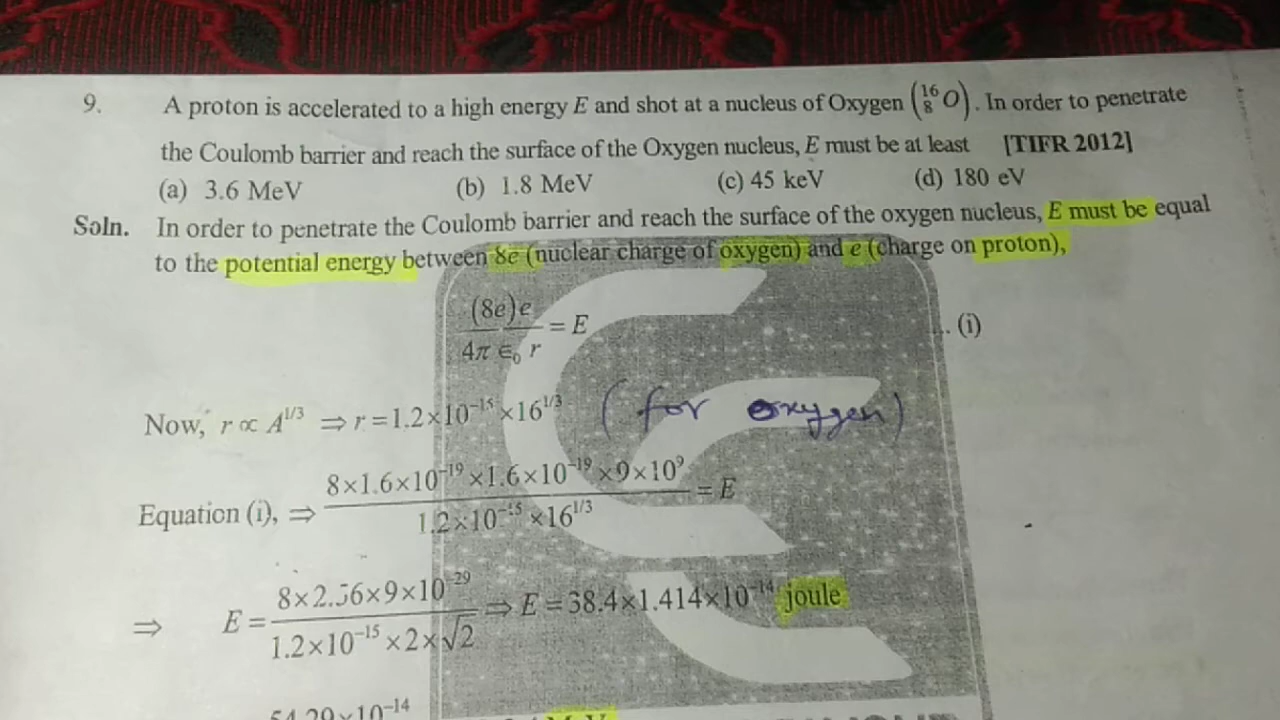 9. A proton is accelerated to a high energy E and shot at a nucleus of Oxygen (¹⁶₈O). In order to penetrate
the Coulomb barrier and reach the surface of the Oxygen nucleus, E must be at least [TIFR 2012]
(a) 3.6 MeV (b) 1.8 MeV (c) 45 keV (d) 180 eV
Soln. In order to penetrate the Coulomb barrier and reach the surface of the oxygen nucleus, E must be equal
to the potential energy between 8e (nuclear charge of oxygen) and e (charge on proton),
(8e)e / 4π ∈₀ r = E ... (i)
Now, r ∝ A^1/3 ⇒ r = 1.2×10^-15 ×16^1/3 (for oxygen)
Equation (i), ⇒ 8×1.6×10^-19 ×1.6×10^-19 ×9×10^9 / 1.2×10^-15 ×16^1/3 = E
⇒ E = 8×2.56×9×10^-29 / 1.2×10^-15 ×2×√2 ⇒ E = 38.4×1.414×10^-14 joule
54.29×10^-14